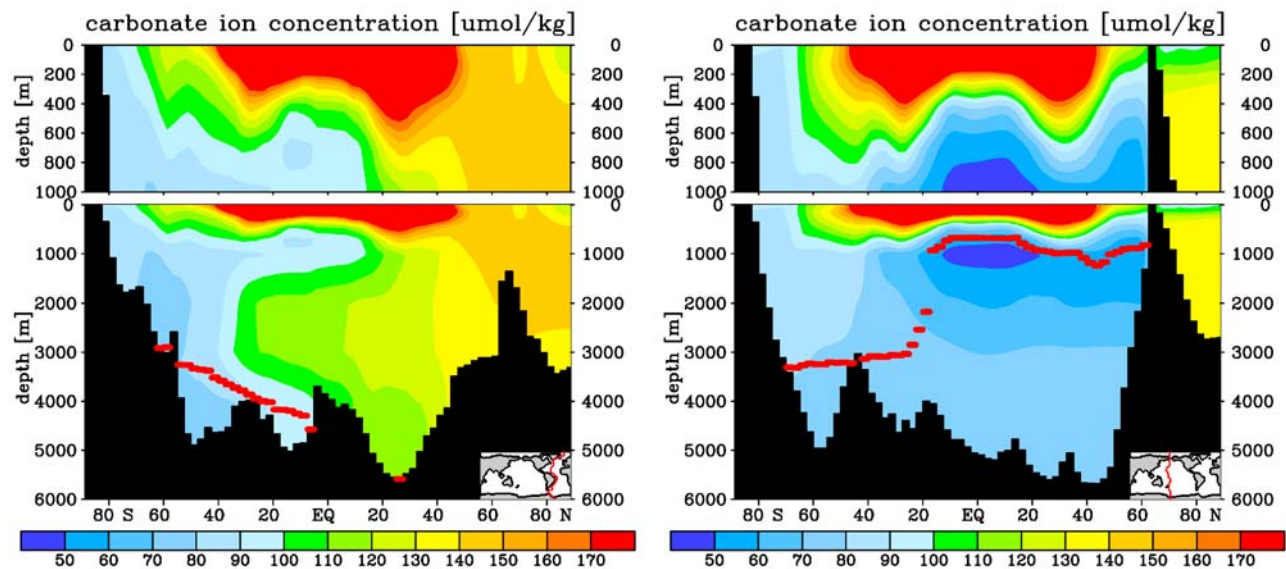 carbonate ion concentration [umol/kg]
carbonate ion concentration [umol/kg]
0 0 0 0
200 200 200 200
400 400 400 400
depth [m] depth [m]
600 600 600 600
800 800 800 800
1000 1000 1000 1000
0 0 0 0
1000 1000 1000 1000
2000 2000 2000 2000
depth [m] depth [m]
3000 3000 3000 3000
4000 4000 4000 4000
5000 5000 5000 5000
6000 6000 6000 6000
80 S 60 40 20 EQ 20 40 60 80 N
80 S 60 40 20 EQ 20 40 60 80 N
50 60 70 80 90 100 110 120 130 140 150 160 170
50 60 70 80 90 100 110 120 130 140 150 160 170